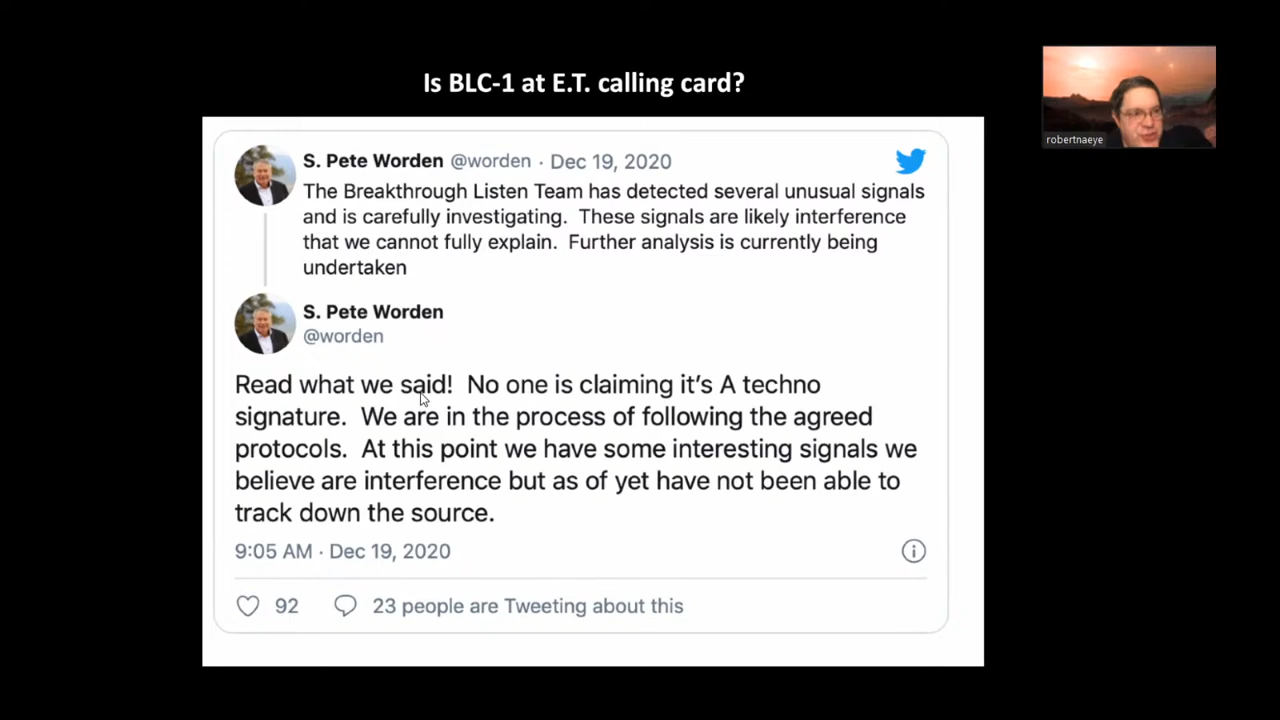 Is BLC-1 at E.T. calling card?
robertnaeye
S. Pete Worden @worden · Dec 19, 2020
The Breakthrough Listen Team has detected several unusual signals
and is carefully investigating.  These signals are likely interference
that we cannot fully explain.  Further analysis is currently being
undertaken
S. Pete Worden
@worden
Read what we said!  No one is claiming it's A techno
signature.  We are in the process of following the agreed
protocols.  At this point we have some interesting signals we
believe are interference but as of yet have not been able to
track down the source.
9:05 AM · Dec 19, 2020
92 23 people are Tweeting about this